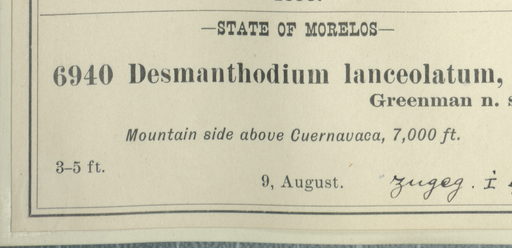 —STATE OF MORELOS—
6940 Desmanthodium lanceolatum,
Greenman n. s
Mountain side above Cuernavaca, 7,000 ft.
3–5 ft.
9, August.
zugeg. i